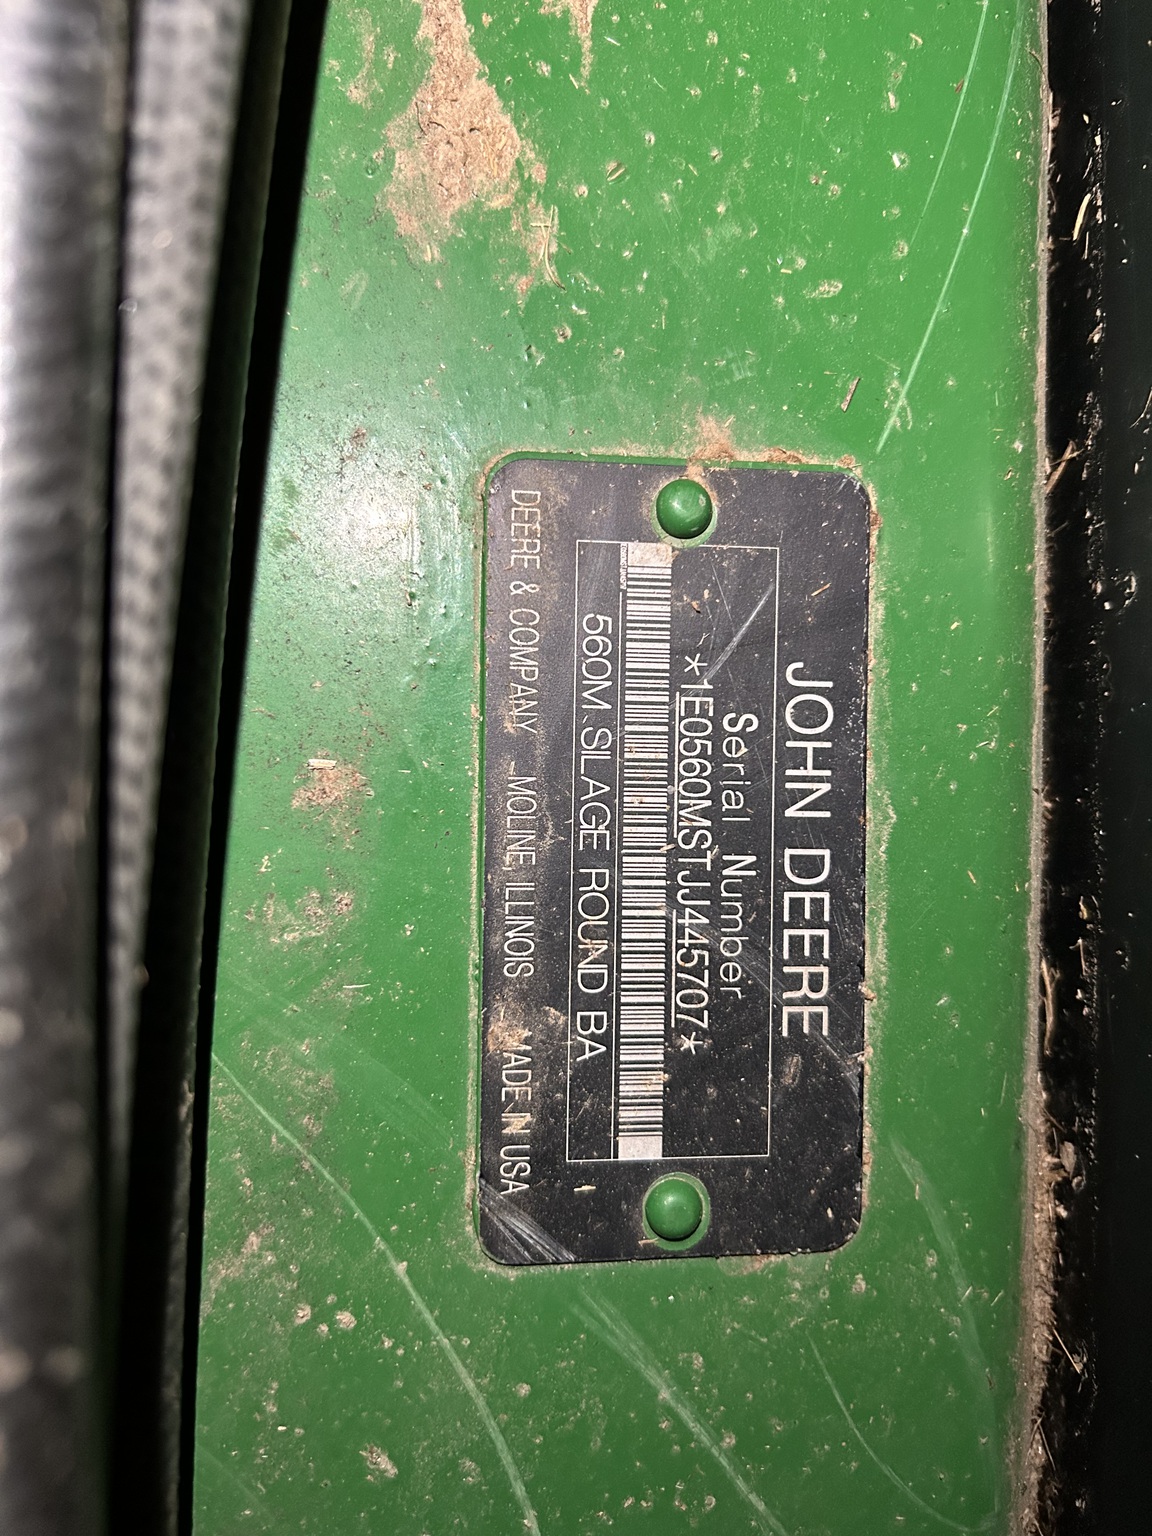 JOHN DEERE
Serial Number
*1E0560MSTJJ445707*
560M SILAGE ROUND BA
DEERE & COMPANY MOLINE, ILLINOIS MADE IN USA